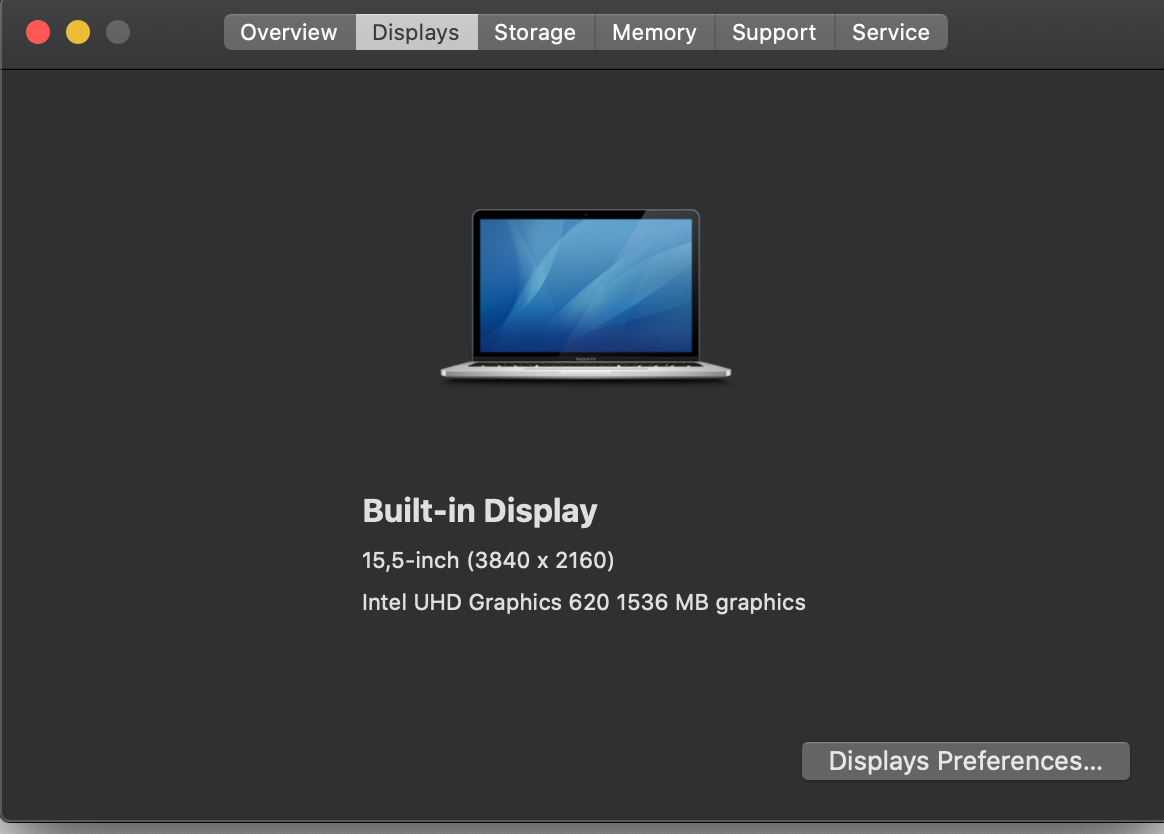 Overview Displays Storage Memory Support Service
Built-in Display
15,5-inch (3840 x 2160)
Intel UHD Graphics 620 1536 MB graphics
Displays Preferences...